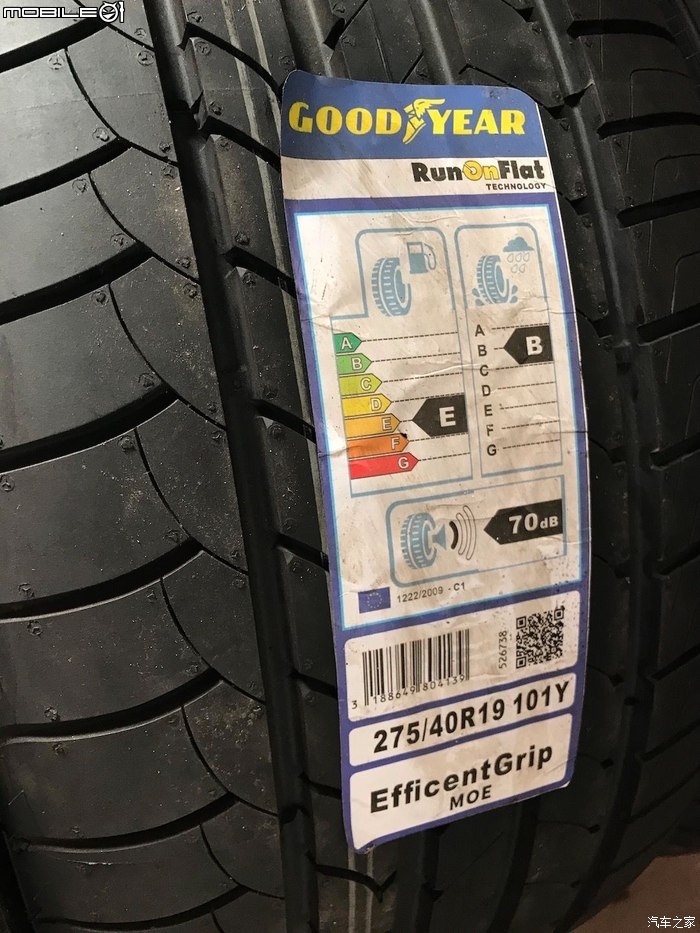 MOBILE01
GOODYEAR
RunOnFlat
TECHNOLOGY
A
B
C
D
E
F
G
E
A
B
C
D
E
F
G
B
70dB
1222/2009 - C1
526738
3 188649 804139
275/40R19 101Y
EfficentGrip
MOE
汽车之家